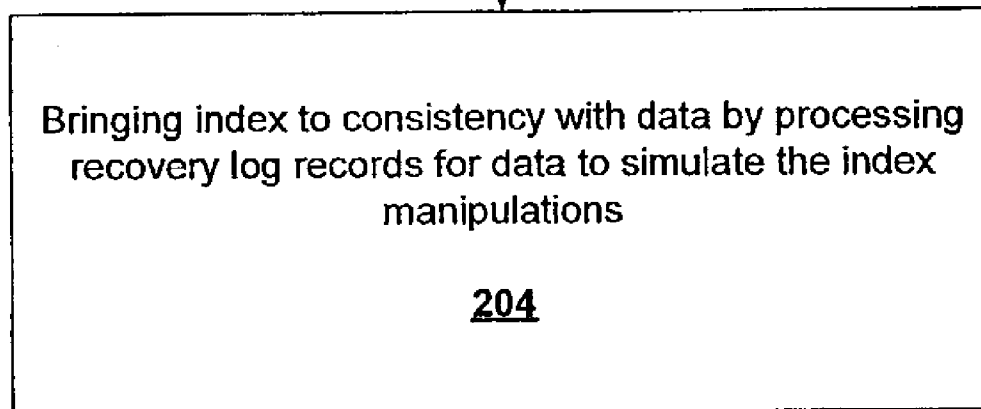 Bringing index to consistency with data by processing
recovery log records for data to simulate the index
manipulations
204